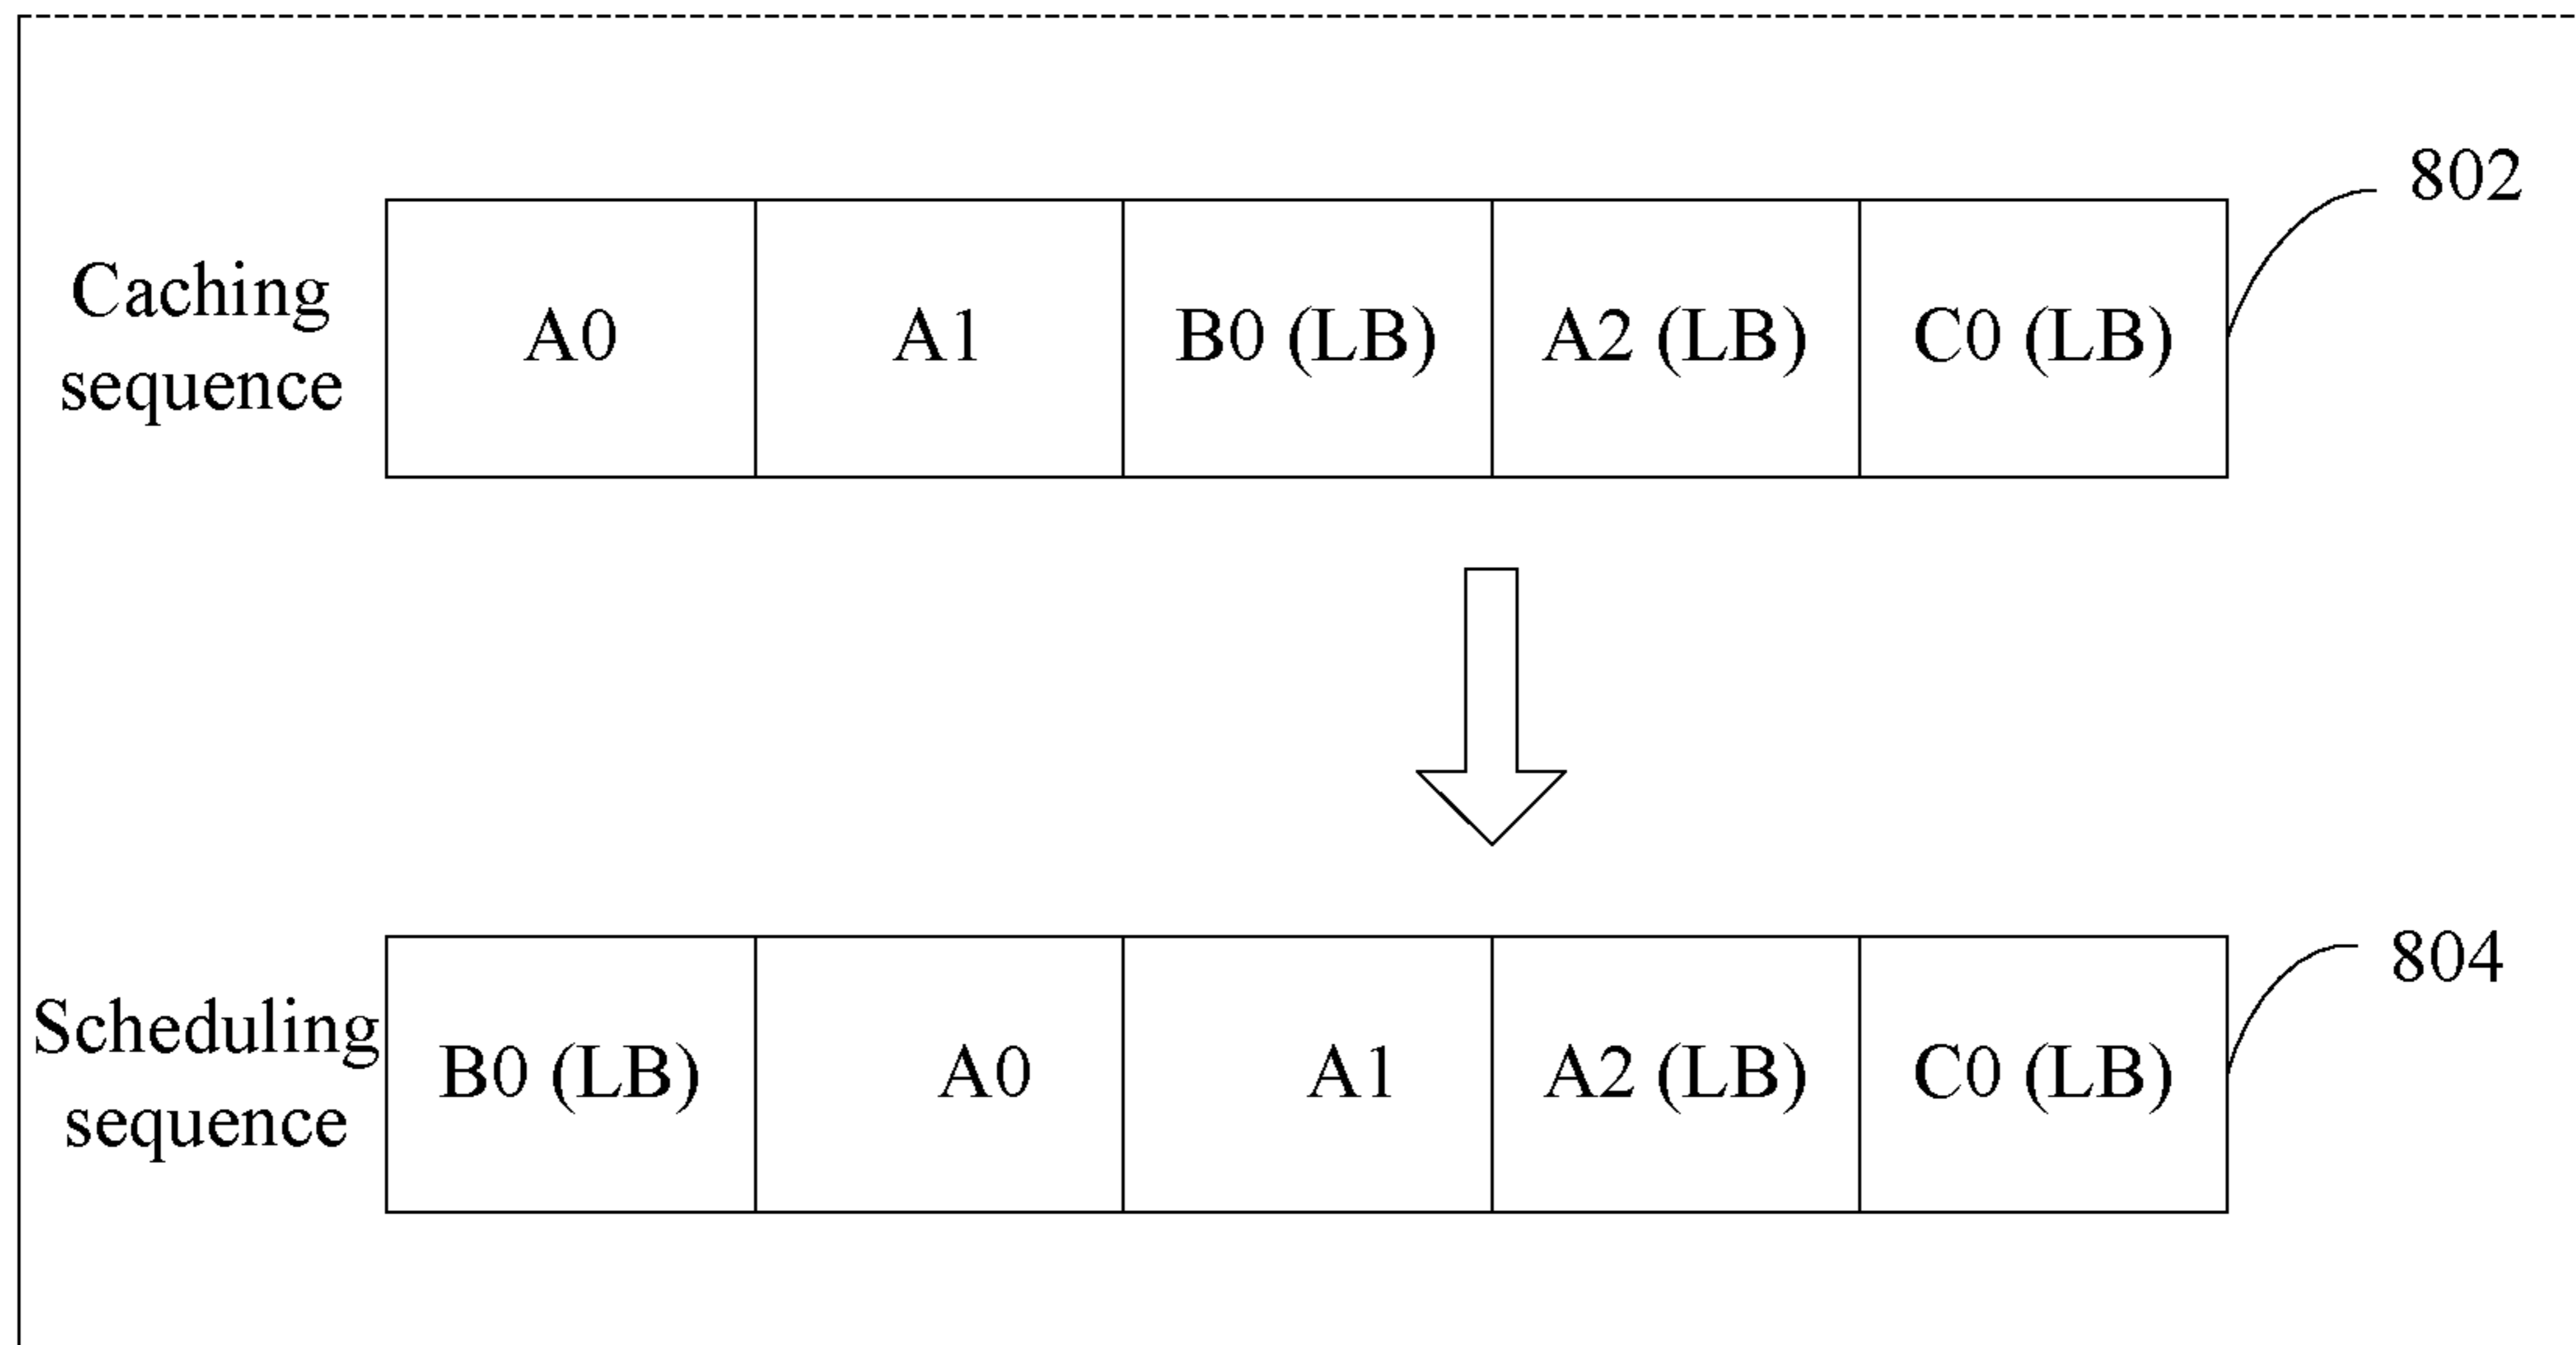 802
Caching
sequence
A0 A1 B0 (LB) A2 (LB) C0 (LB)
804
Scheduling
sequence
B0 (LB) A0 A1 A2 (LB) C0 (LB)